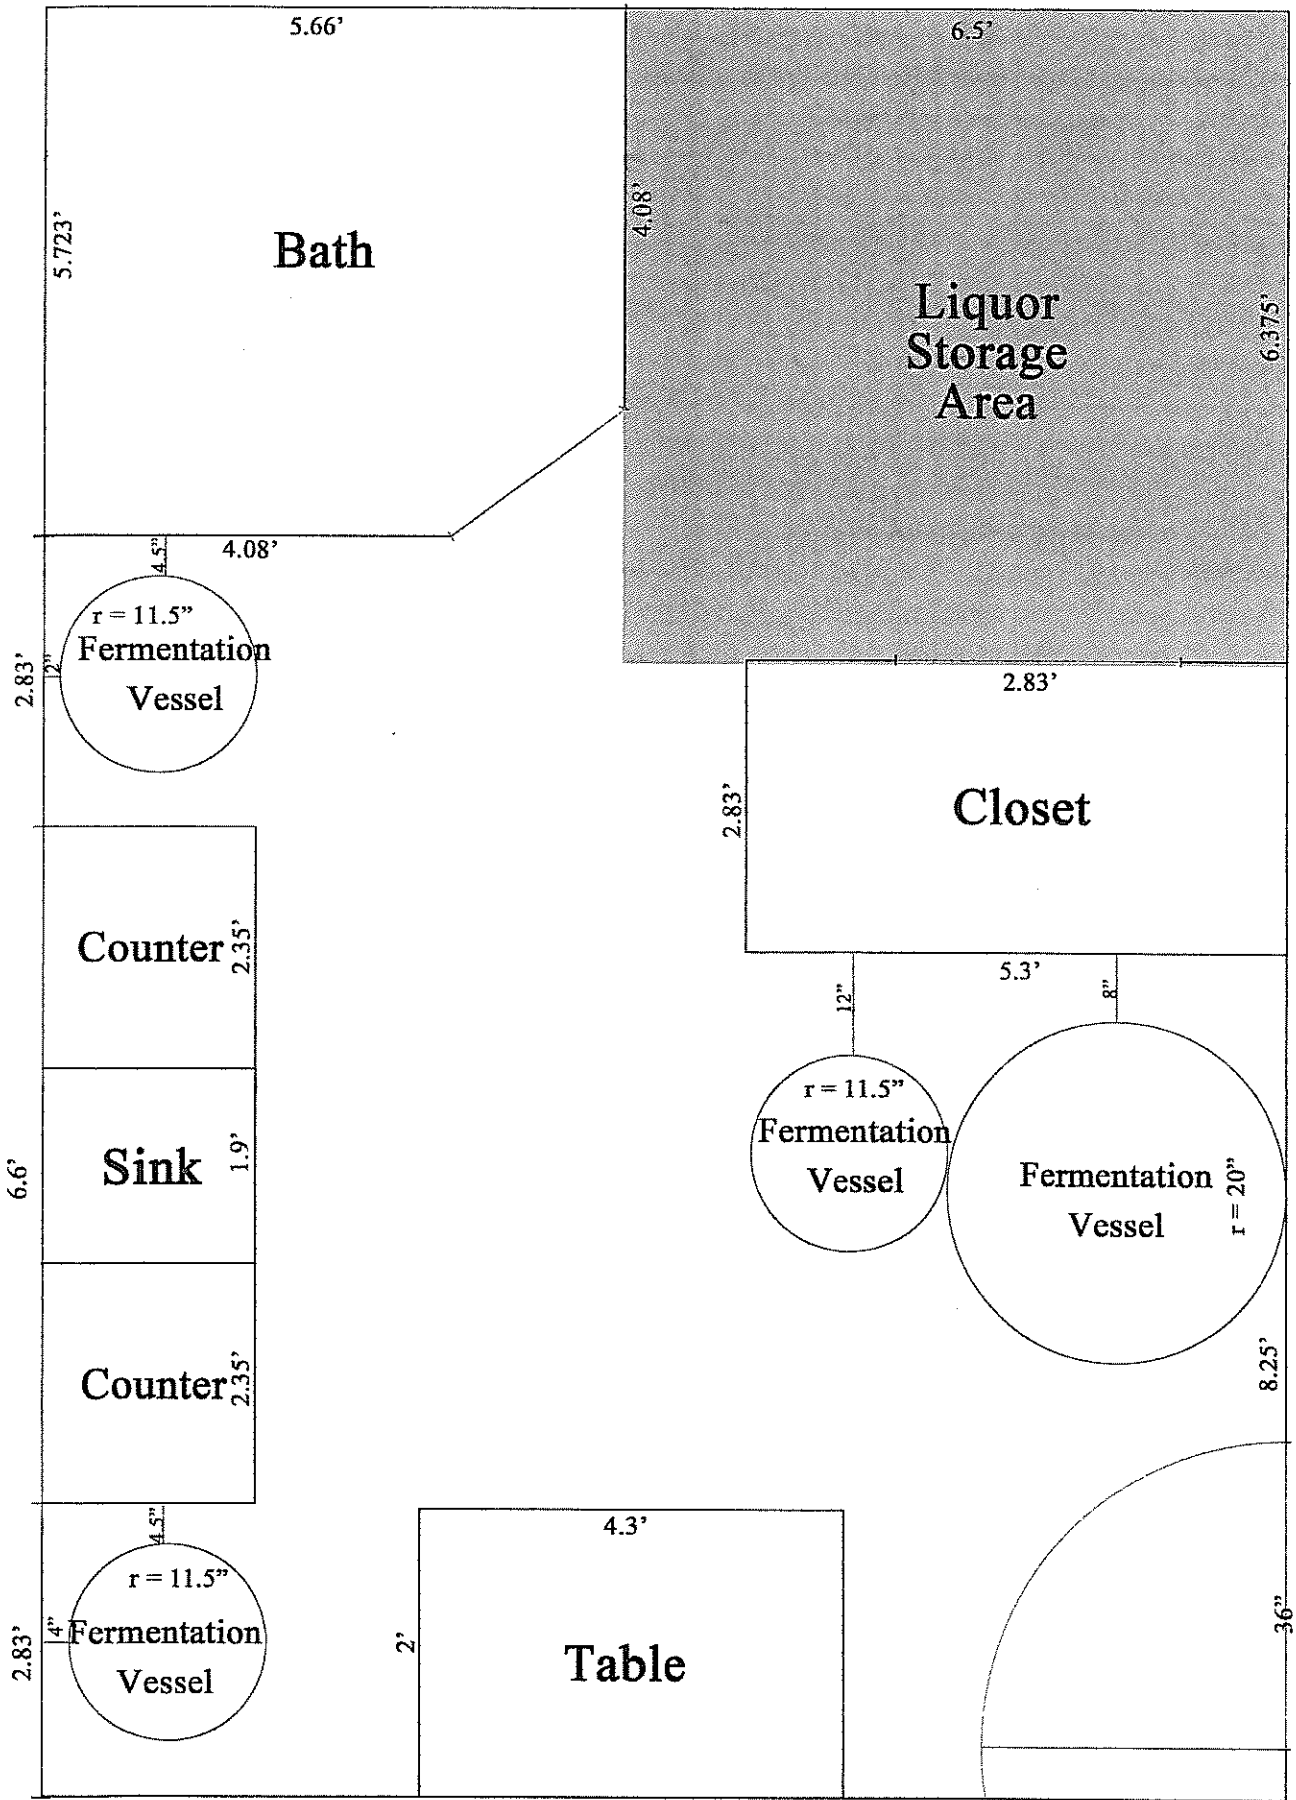 5.66’
6.5’
5.723’
Bath
4.08’
Liquor
Storage
Area
6.375’
4.5”
4.08’
r = 11.5”
Fermentation
Vessel
2”
2.83’
2.83’
2.83’
Closet
Counter
2.35’
5.3’
12”
8”
r = 11.5”
Fermentation
Vessel
Fermentation
Vessel
r = 20”
6.6’
Sink
1.9’
Counter
2.35’
8.25’
4.5”
r = 11.5”
4”
Fermentation
Vessel
2.83’
4.3’
2’
Table
36”